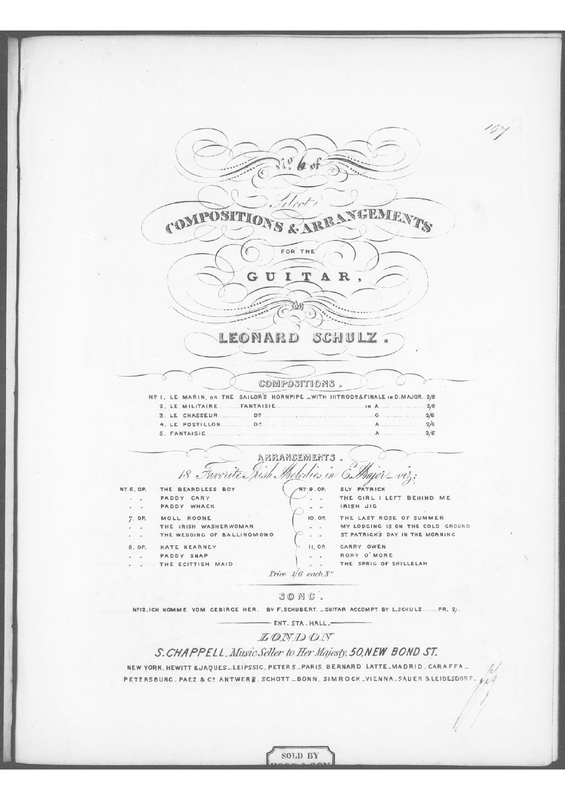 167
No. 6 of
Select
COMPOSITIONS & ARRANGEMENTS
FOR THE
GUITAR,
BY
LEONARD SCHULZ.
COMPOSITIONS.
No 1, LE MARIN, OR THE SAILOR'S HORNPIPE _ WITH INTROD: & FINALE IN D. MAJOR. 2/6
2. LE MILITAIRE FANTAISIE IN A 2/6
3. LE CHASSEUR Do G 2/6
4. LE POSTILLON Do A 2/6
5. FANTAISIE A 2/6
ARRANGEMENTS.
18 Favorite Irish Melodies in E Major _ viz:
No 6, OP. THE BEARDLESS BOY
" " PADDY CARY
" " PADDY WHACK
7. OP. MOLL ROONE
" " THE IRISH WASHERWOMAN
" " THE WEDDING OF BALLINOMONO
8. OP. KATE KEARNEY
" " PADDY SNAP
" " THE SCITTISH MAID
No 9. OP. ELY PATRICK
" " THE GIRL I LEFT BEHIND ME
" " IRISH JIG
10. OP. THE LAST ROSE OF SUMMER
" " MY LODGING IS ON THE COLD GROUND
" " ST PATRICK'S DAY IN THE MORNING
11. OP. CARRY OWEN
" " RORY O'MORE
" " THE SPRIG OF SHILLELAH
Price 1/6 each No
SONG.
No 12. ICH KOMME VOM GEBIRGE HER. BY F. SCHUBERT. _ GUITAR ACCOMPT BY L. SCHULZ PR. 2/.
ENT. STA. HALL.
LONDON
S. CHAPPELL, Music Seller to Her Majesty, 50, NEW BOND ST.
NEW YORK, HEWITT & JAQUES _ LEIPSSIC, PETERS _ PARIS, BERNARD LATTE _ MADRID, CARAFFA _
PETERSBURG, PAEZ & Co ANTWERB, SCHOTT _ BONN, SIMROCK _ VIENNA, SAUER & LEIDESDORF.
SOLD BY